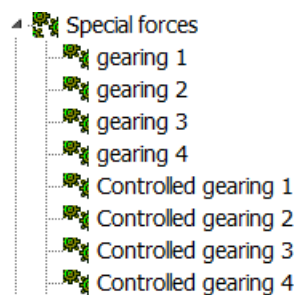 Special forces
gearing 1
gearing 2
gearing 3
gearing 4
Controlled gearing 1
Controlled gearing 2
Controlled gearing 3
Controlled gearing 4